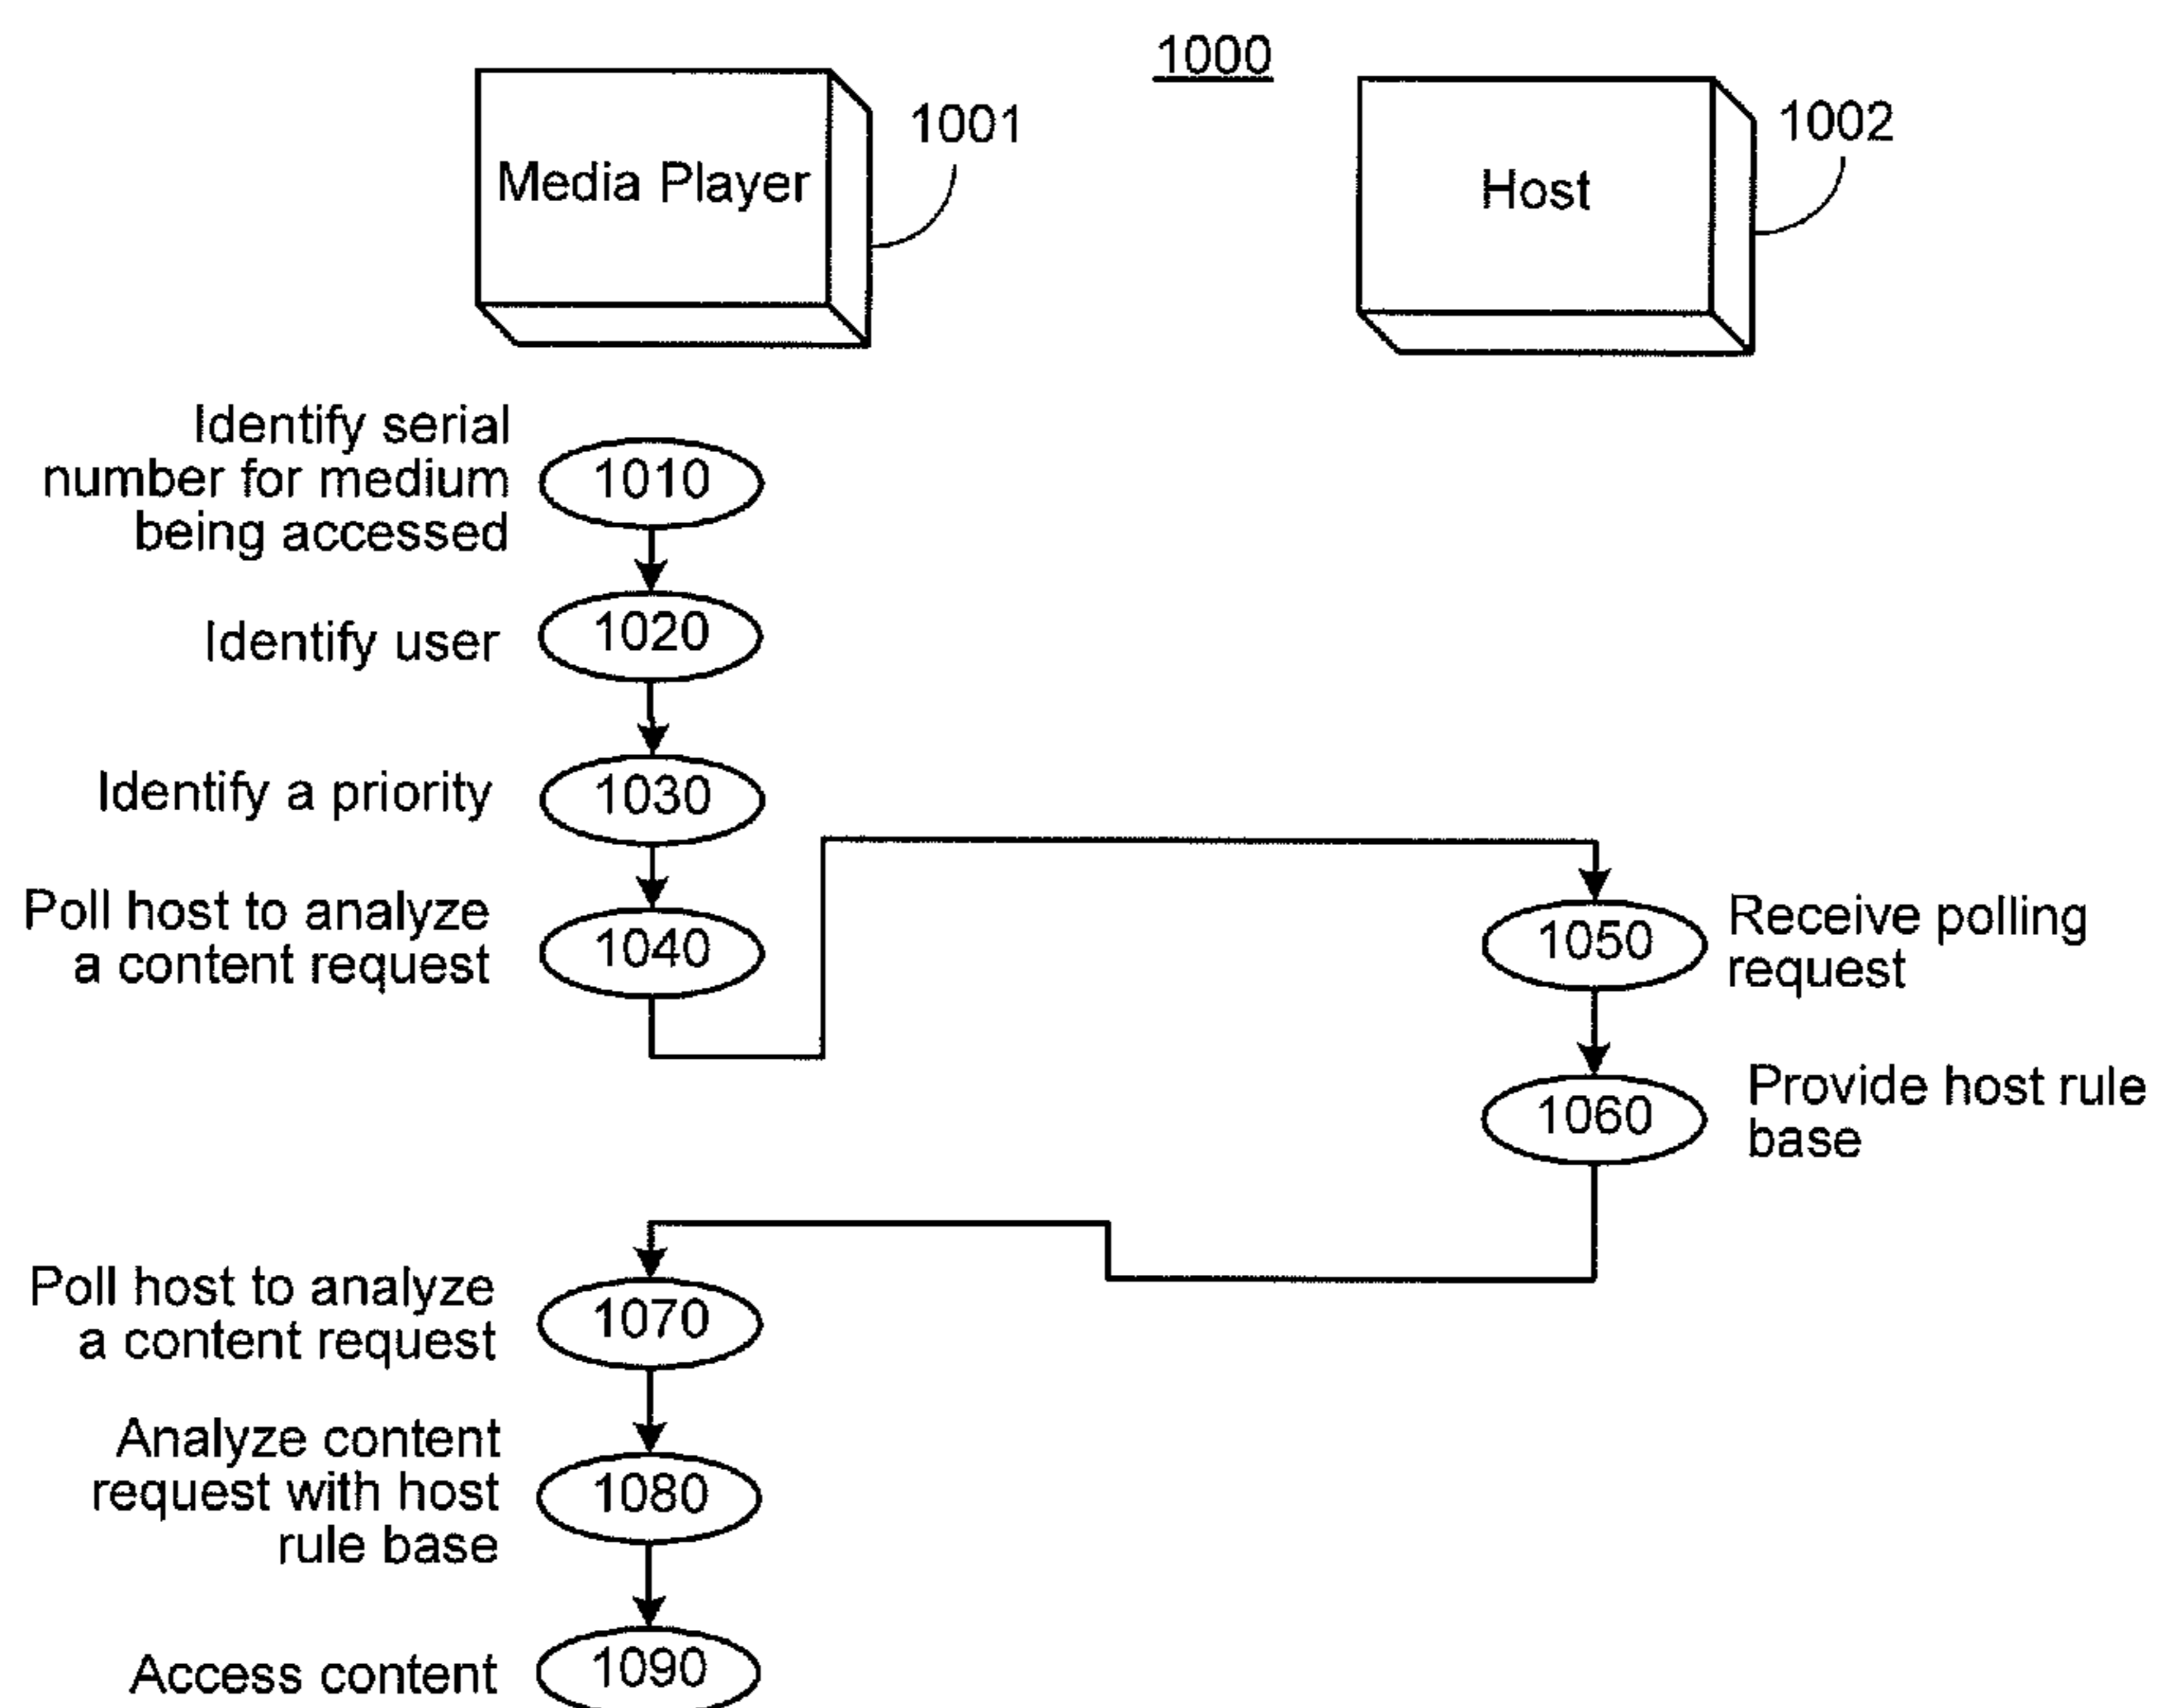 1000
Media Player
1001
Host
1002
Identify serial
number for medium
being accessed
1010
Identify user
1020
Identify a priority
1030
Poll host to analyze
a content request
1040
1050
Receive polling
request
1060
Provide host rule
base
Poll host to analyze
a content request
1070
Analyze content
request with host
rule base
1080
Access content
1090